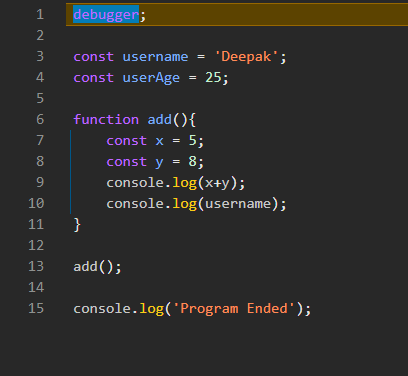 1 debugger;
2
3 const username = 'Deepak';
4 const userAge = 25;
5
6 function add(){
7     const x = 5;
8     const y = 8;
9     console.log(x+y);
10     console.log(username);
11 }
12
13 add();
14
15 console.log('Program Ended');